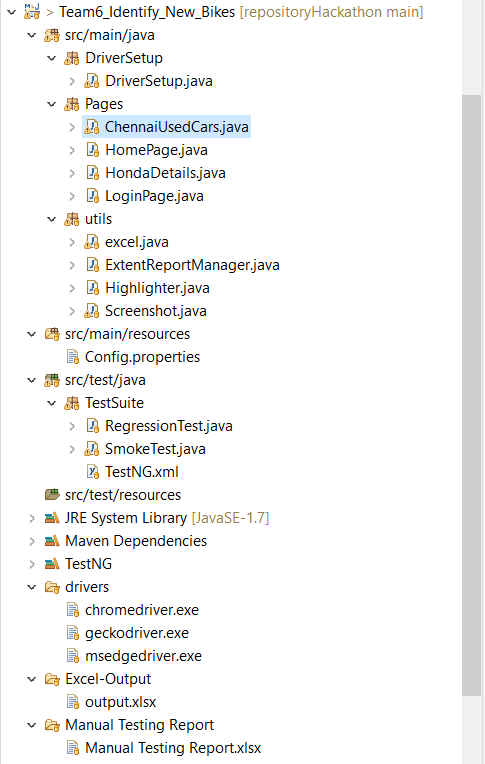 > Team6_Identify_New_Bikes [repositoryHackathon main]
src/main/java
DriverSetup
DriverSetup.java
Pages
ChennaiUsedCars.java
HomePage.java
HondaDetails.java
LoginPage.java
utils
excel.java
ExtentReportManager.java
Highlighter.java
Screenshot.java
src/main/resources
Config.properties
src/test/java
TestSuite
RegressionTest.java
SmokeTest.java
TestNG.xml
src/test/resources
JRE System Library [JavaSE-1.7]
Maven Dependencies
TestNG
drivers
chromedriver.exe
geckodriver.exe
msedgedriver.exe
Excel-Output
output.xlsx
Manual Testing Report
Manual Testing Report.xlsx